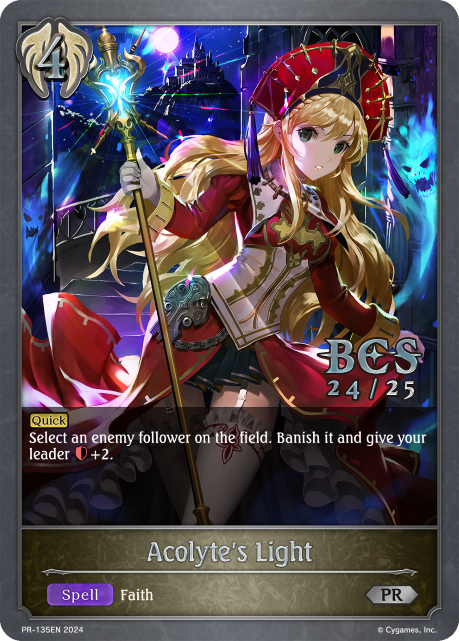 4
BCS
24/25
Quick
Select an enemy follower on the field. Banish it and give your
leader +2.
Acolyte's Light
Spell Faith
PR
PR-135EN 2024
© Cygames, Inc.